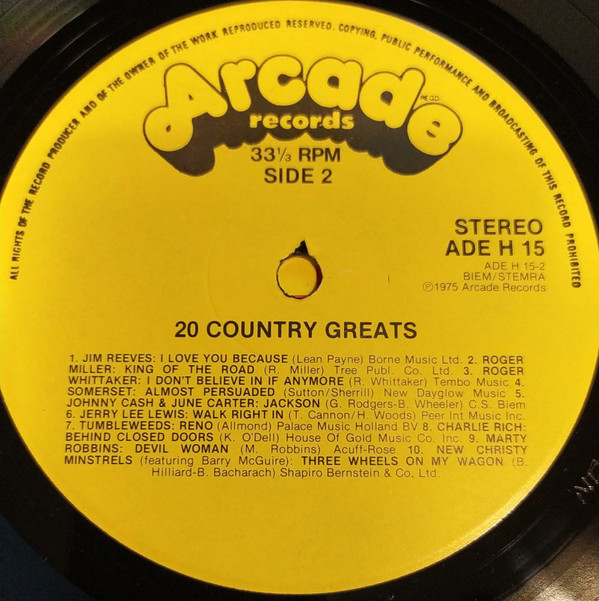 ALL RIGHTS OF THE RECORD PRODUCER AND OF THE OWNER OF THE WORK REPRODUCED RESERVED. COPYING, PUBLIC PERFORMANCE AND BROADCASTING OF THIS RECORD PROHIBITED
Arcade
REGD.
records
33⅓ RPM
SIDE 2
STEREO
ADE H 15
ADE H 15-2
BIEM/STEMRA
Ⓟ1975 Arcade Records
20 COUNTRY GREATS
1. JIM REEVES: I LOVE YOU BECAUSE (Lean Payne) Borne Music Ltd. 2. ROGER
MILLER: KING OF THE ROAD (R. Miller) Tree Publ. Co. Ltd. 3. ROGER
WHITTAKER: I DON'T BELIEVE IN IF ANYMORE (R. Whittaker) Tembo Music 4.
SOMERSET: ALMOST PERSUADED (Sutton/Sherrill) New Dayglow Music 5.
JOHNNY CASH & JUNE CARTER: JACKSON (G. Rodgers-B. Wheeler) C.S. Biem
6. JERRY LEE LEWIS: WALK RIGHT IN (T. Cannon/H. Woods) Peer Int Music Inc.
7. TUMBLEWEEDS: RENO (Allmond) Palace Music Holland BV 8. CHARLIE RICH:
BEHIND CLOSED DOORS (K. O'Dell) House Of Gold Music Co. Inc. 9. MARTY
ROBBINS: DEVIL WOMAN (M. Robbins) Acuff-Rose 10. NEW CHRISTY
MINSTRELS (featuring Barry McGuire): THREE WHEELS ON MY WAGON (B.
Hilliard-B. Bacharach) Shapiro Bernstein & Co. Ltd.